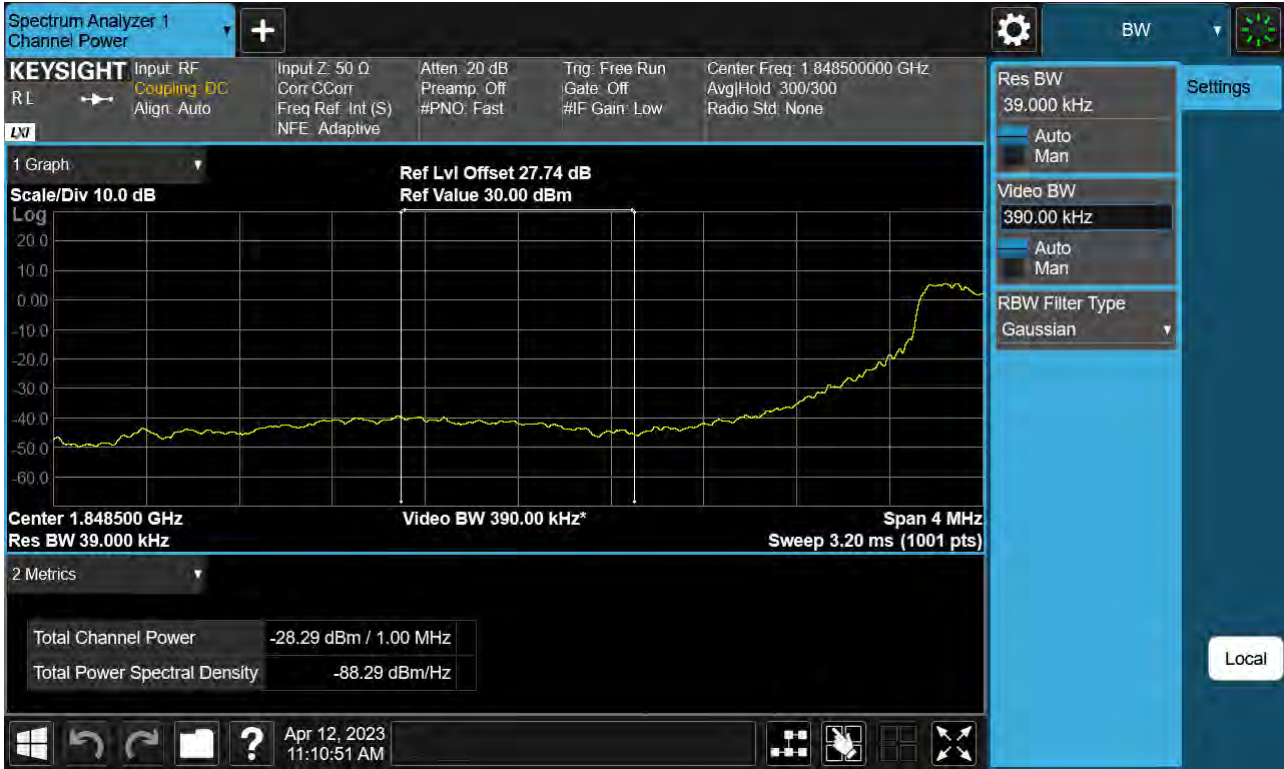 Spectrum Analyzer 1
Channel Power
+
BW
KEYSIGHT
R L
LXI
Input: RF
Coupling: DC
Align: Auto
Input Z: 50 Ω
Corr CCorr
Freq Ref: Int (S)
NFE: Adaptive
Atten: 20 dB
Preamp: Off
#PNO: Fast
Trig: Free Run
Gate: Off
#IF Gain: Low
Center Freq: 1.848500000 GHz
Avg|Hold: 300/300
Radio Std: None
1 Graph
Scale/Div 10.0 dB
Ref Lvl Offset 27.74 dB
Ref Value 30.00 dBm
Log
20.0
10.0
0.00
-10.0
-20.0
-30.0
-40.0
-50.0
-60.0
Center 1.848500 GHz
Video BW 390.00 kHz*
Span 4 MHz
Res BW 39.000 kHz
Sweep 3.20 ms (1001 pts)
2 Metrics
Total Channel Power -28.29 dBm / 1.00 MHz
Total Power Spectral Density -88.29 dBm/Hz
?
Apr 12, 2023
11:10:51 AM
Res BW
39.000 kHz
Auto
Man
Video BW
390.00 kHz
Auto
Man
RBW Filter Type
Gaussian
Settings
Local